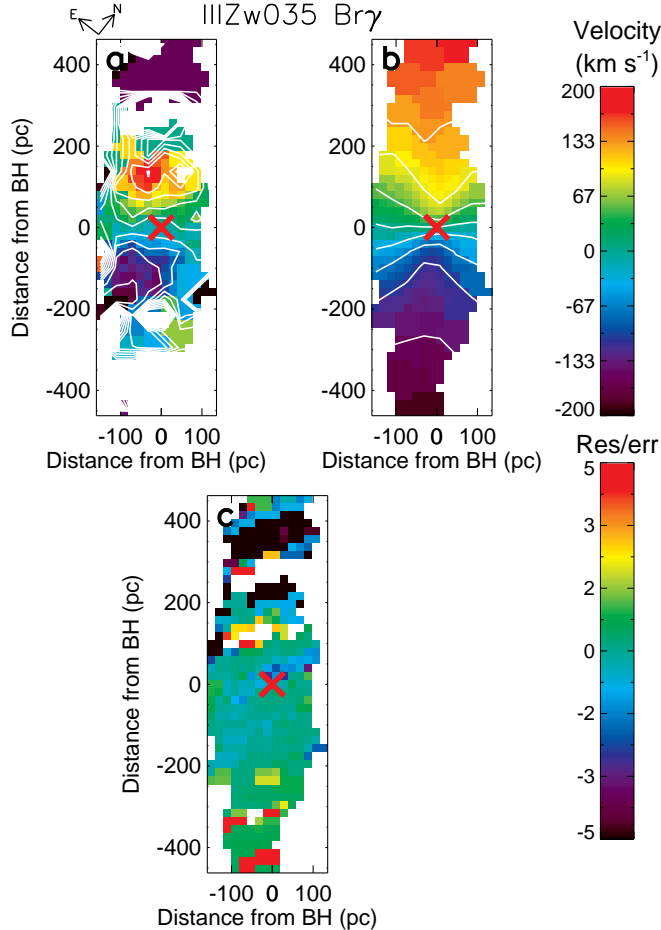 E N IIIZw035 Brγ
Velocity
(km s⁻¹)
a
b
400
200
0
-200
-400
Distance from BH (pc)
400
200
0
-200
-400
200
133
67
0
-67
-133
-200
-100 0 100
Distance from BH (pc)
-100 0 100
Distance from BH (pc)
Res/err
c
400
200
0
-200
-400
Distance from BH (pc)
5
3
2
0
-2
-3
-5
-100 0 100
Distance from BH (pc)